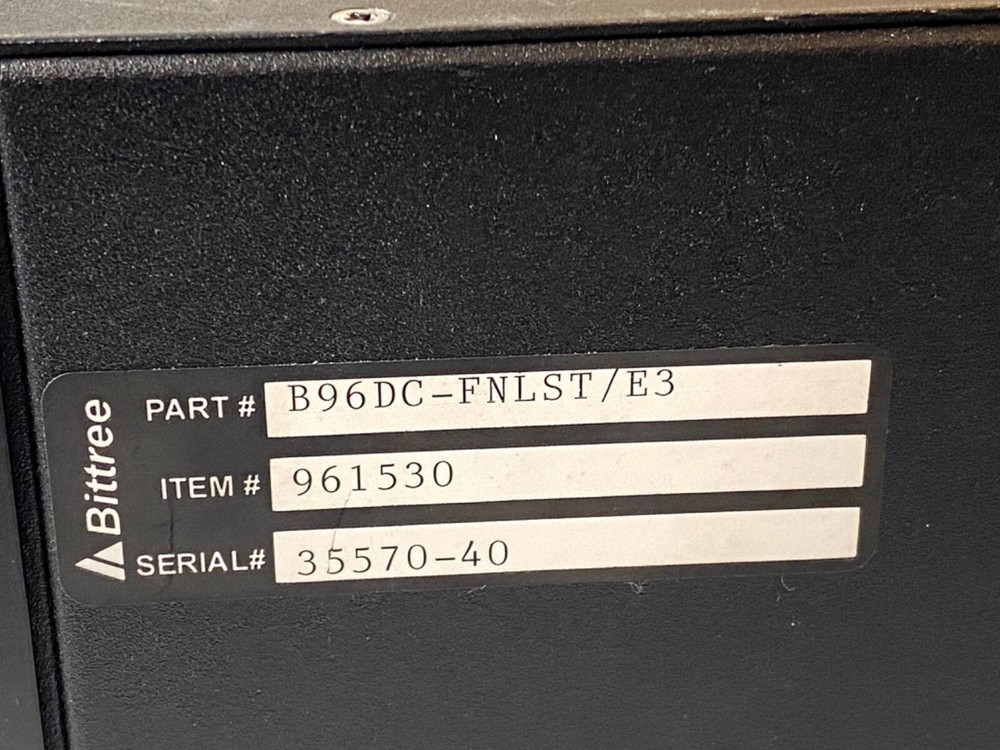 Bittree
PART # B96DC-FNLST/E3
ITEM # 961530
SERIAL# 35570-40